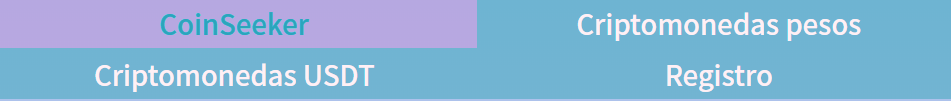 CoinSeeker
Criptomonedas pesos
Criptomonedas USDT
Registro